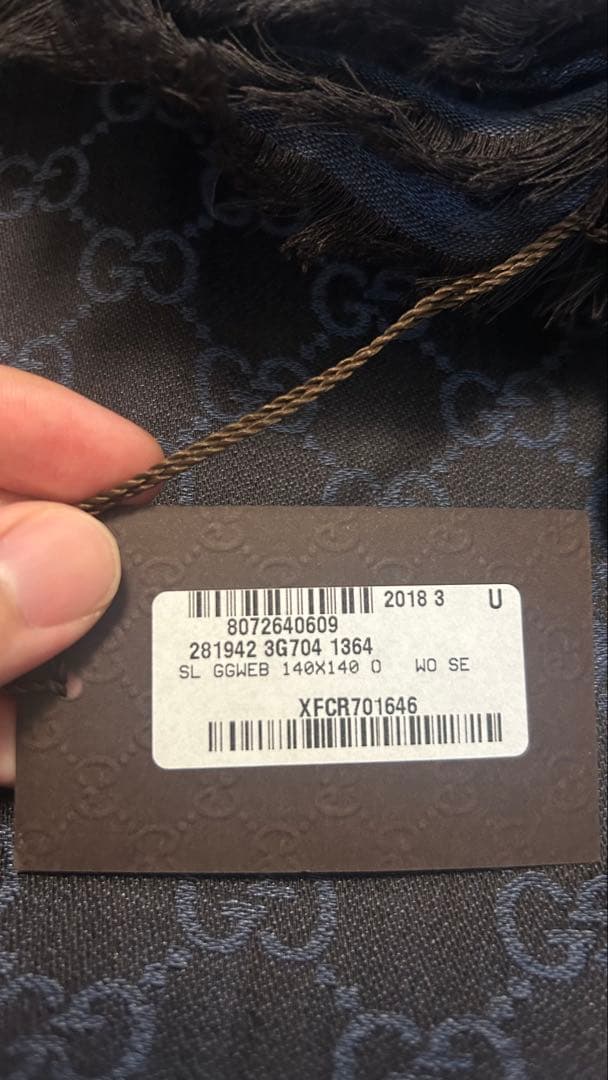 2018 3 U
8072640609
281942 3G704 1364
SL GGWEB 140X140 O WO SE
XFCR701646